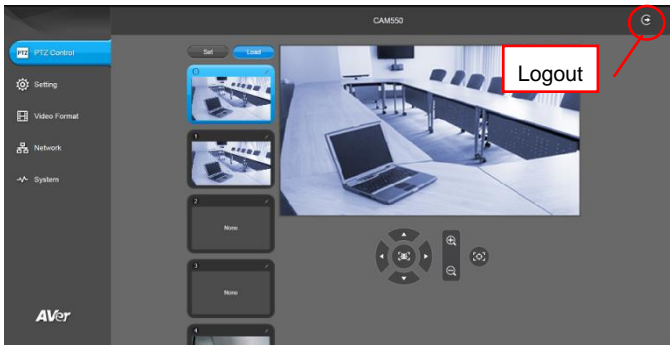 CAM550
PTZ PTZ Control
Setting
Video Format
Network
System
AVer
Set Load
0
1
2
None
3
None
4
Logout